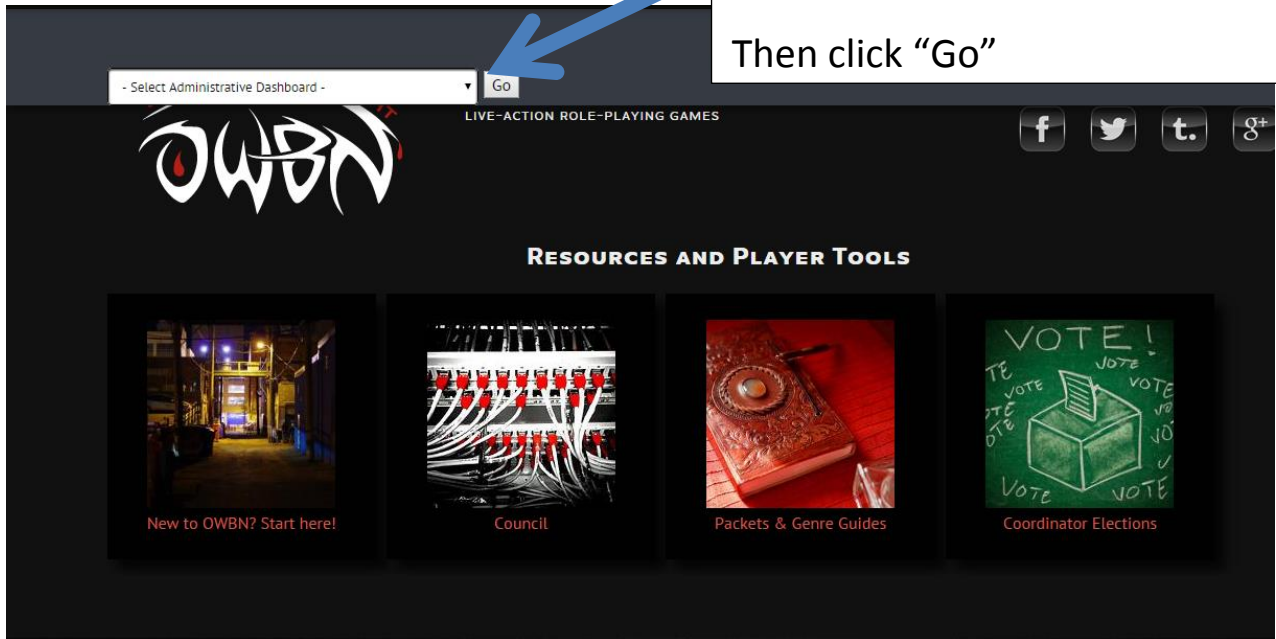 Then click “Go”
- Select Administrative Dashboard -
Go
OWBN
LIVE-ACTION ROLE-PLAYING GAMES
f
t.
g+
RESOURCES AND PLAYER TOOLS
New to OWBN? Start here!
Council
Packets & Genre Guides
VOTE!
VOTE
VOTE
VOTE
VOTE
VOTE
VOTE
Coordinator Elections